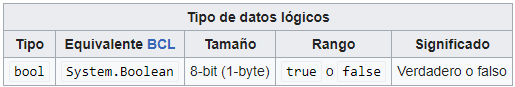 Tipo de datos lógicos
Tipo Equivalente BCL Tamaño Rango Significado
bool System.Boolean 8-bit (1-byte) true o false Verdadero o falso